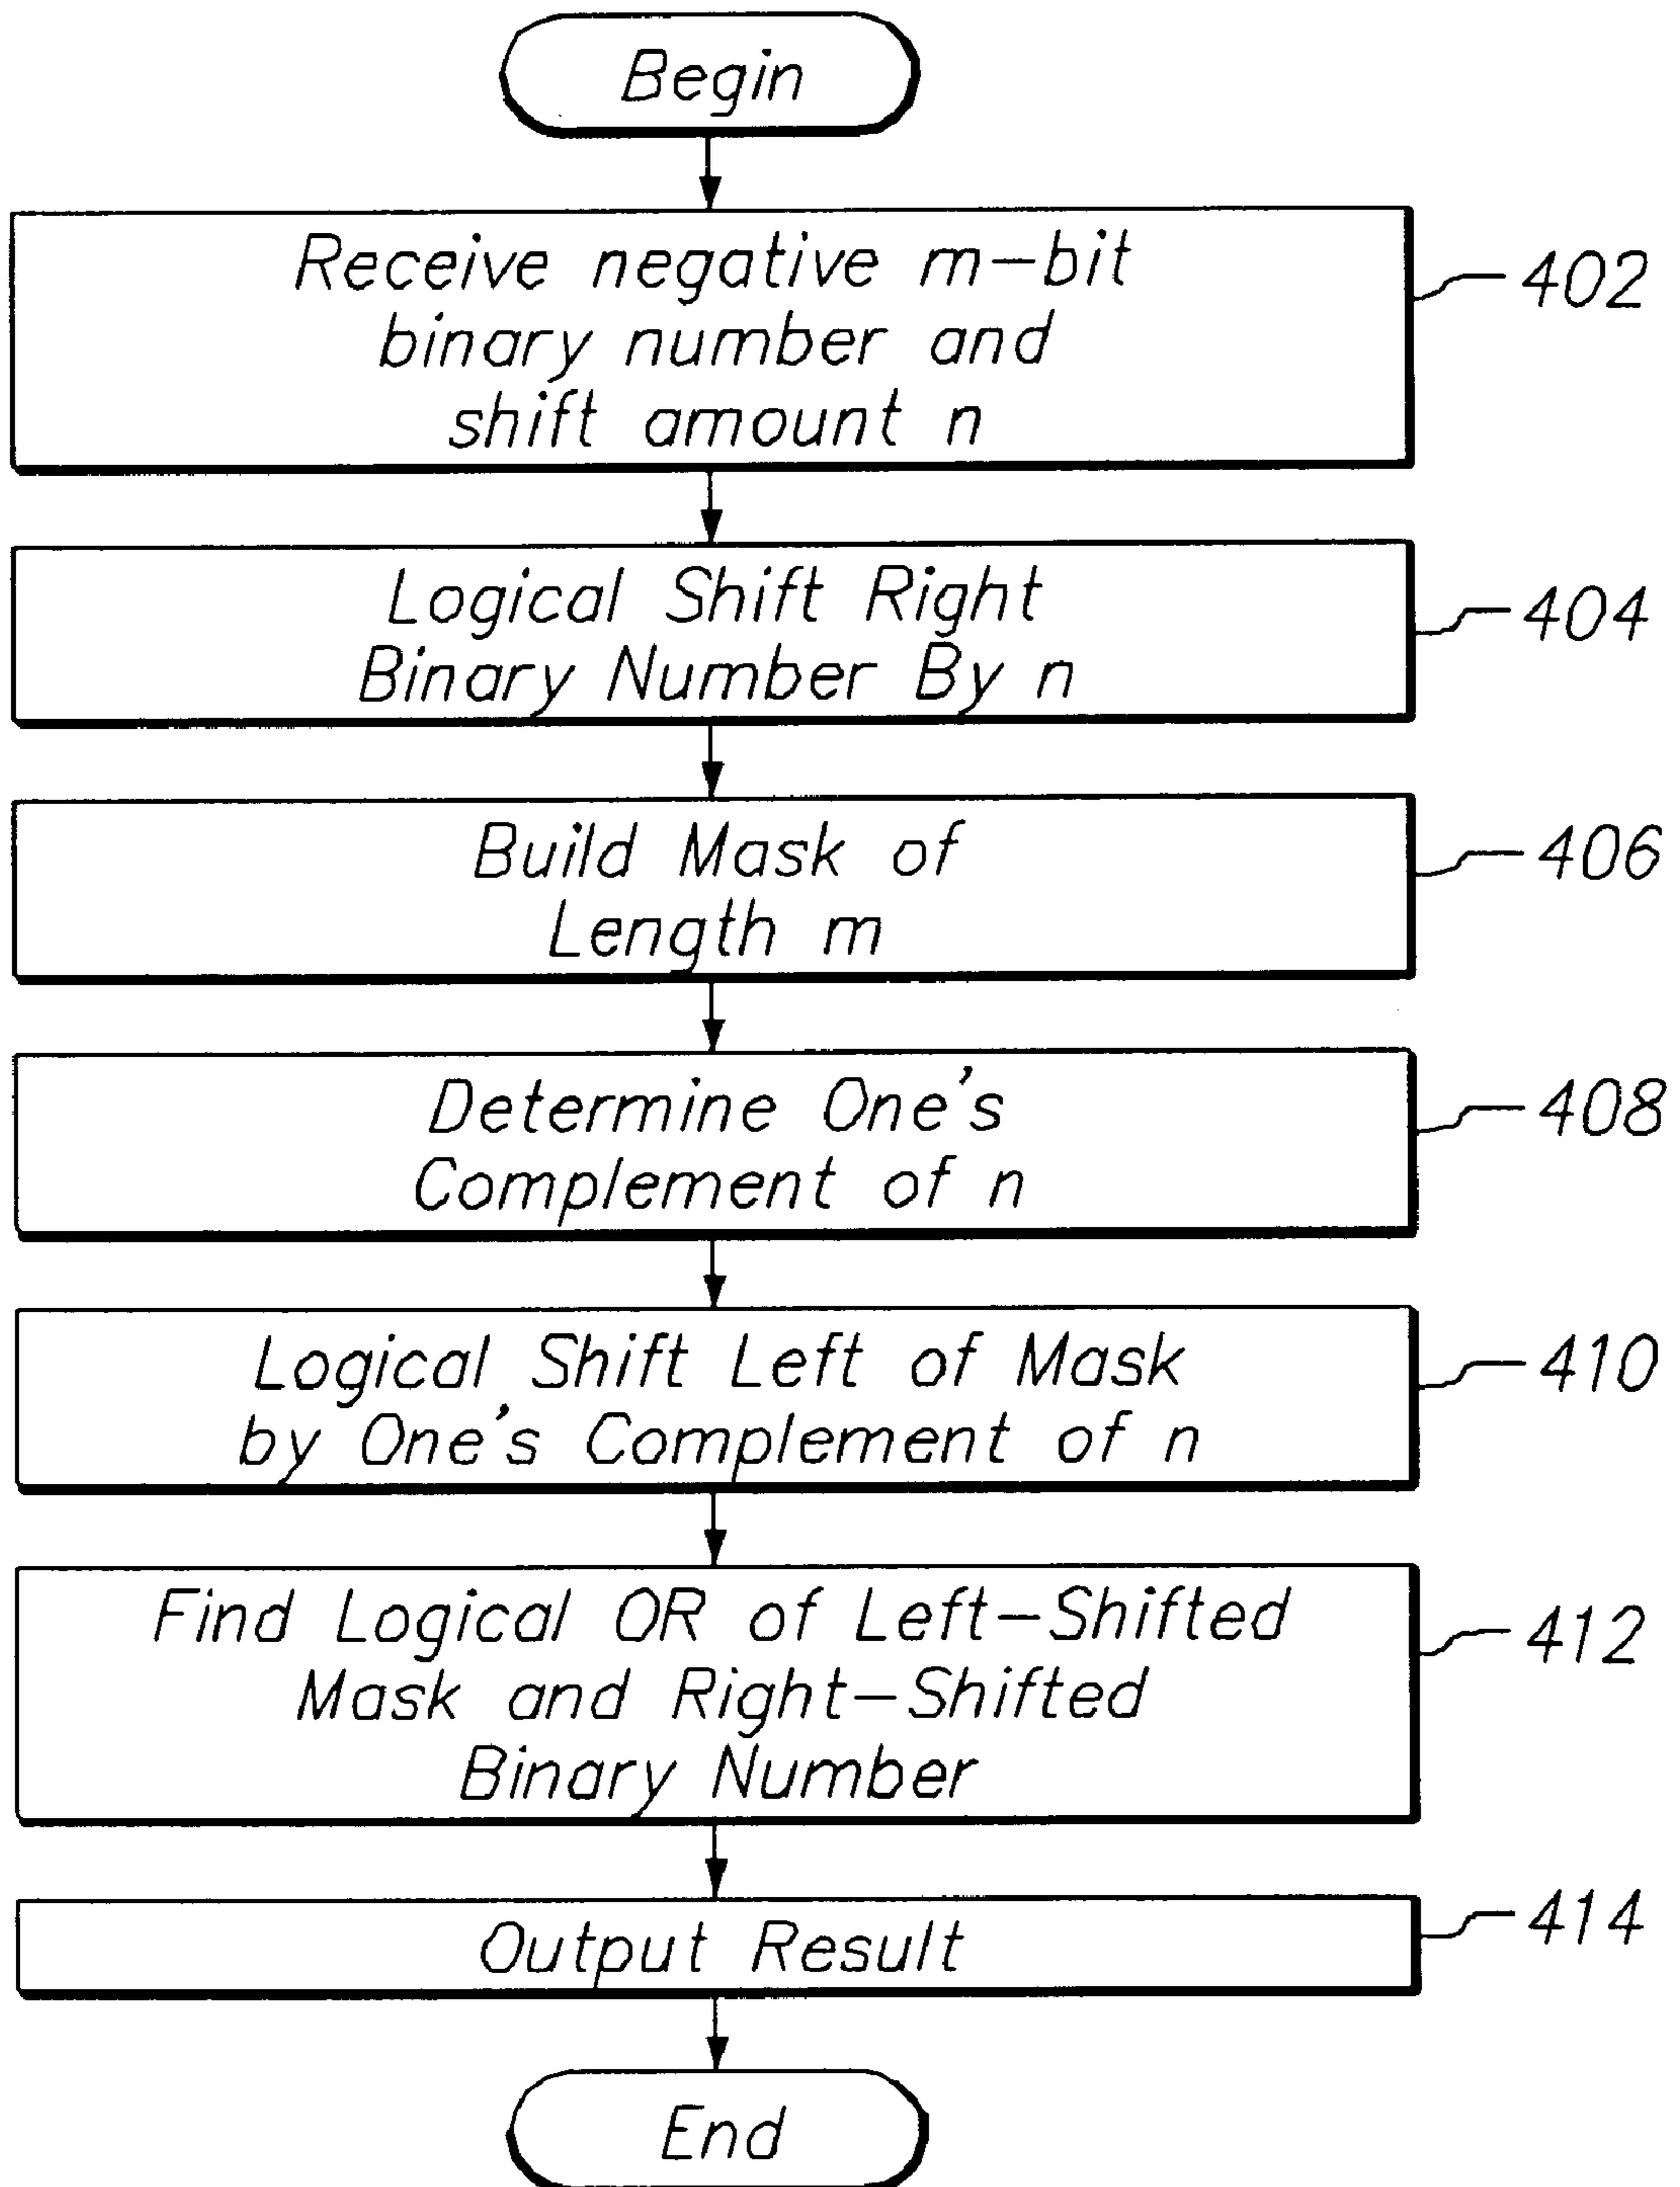 Begin
Receive negative m-bit
binary number and
shift amount n
402
Logical Shift Right
Binary Number By n
404
Build Mask of
Length m
406
Determine One's
Complement of n
408
Logical Shift Left of Mask
by One's Complement of n
410
Find Logical OR of Left-Shifted
Mask and Right-Shifted
Binary Number
412
Output Result
414
End